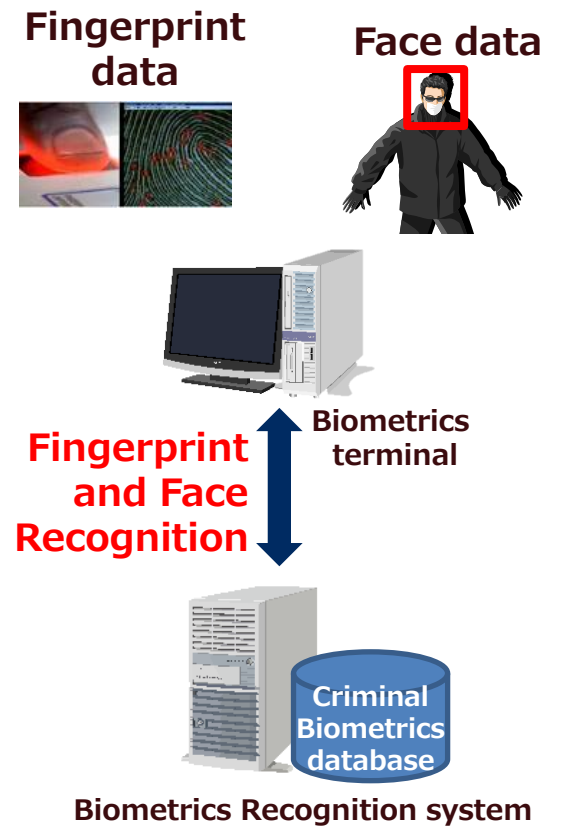 Fingerprint
data
Face data
Biometrics
terminal
Fingerprint
and Face
Recognition
Criminal
Biometrics
database
Biometrics Recognition system